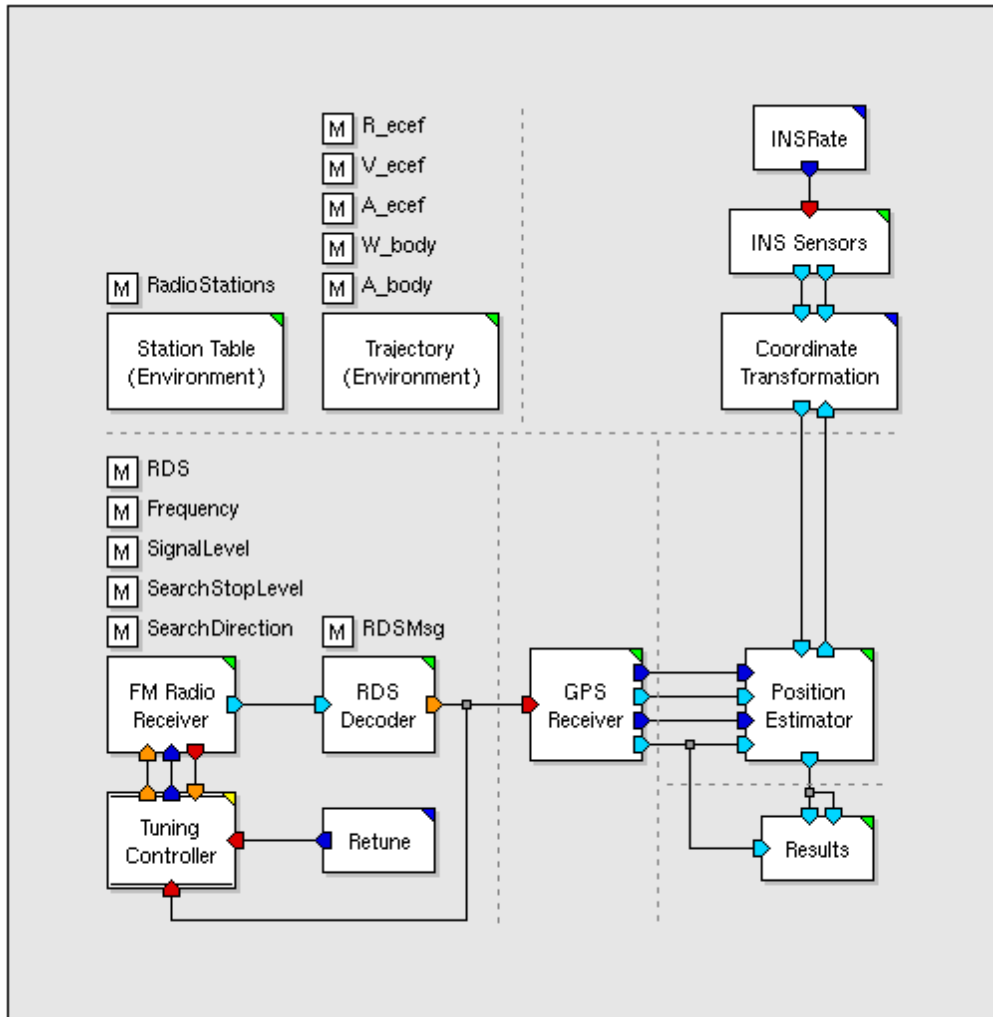 M R_ecef
M V_ecef
M A_ecef
M W_body
M A_body
INSRate
INS Sensors
M RadioStations
Station Table
(Environment)
Trajectory
(Environment)
Coordinate
Transformation
M RDS
M Frequency
M SignalLevel
M SearchStopLevel
M SearchDirection
M RDSMsg
FM Radio
Receiver
RDS
Decoder
GPS
Receiver
Position
Estimator
Tuning
Controller
Retune
Results